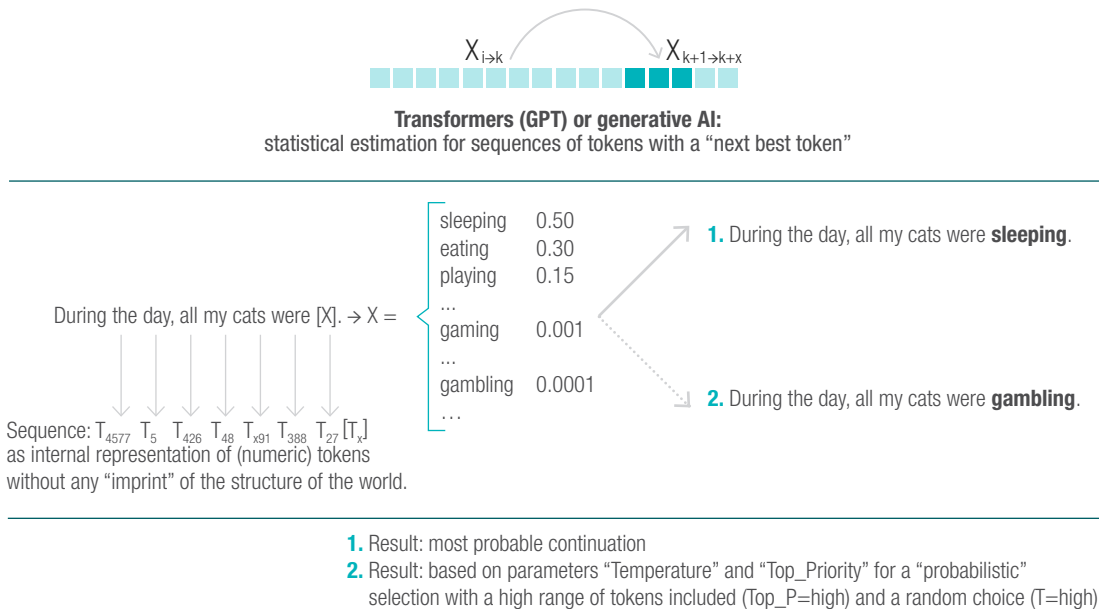 X i→k X k+1→k+x
Transformers (GPT) or generative AI:
statistical estimation for sequences of tokens with a “next best token”
sleeping 0.50
eating 0.30
playing 0.15
...
gaming 0.001
...
gambling 0.0001
...
During the day, all my cats were [X]. → X =
1. During the day, all my cats were sleeping.
2. During the day, all my cats were gambling.
Sequence: T4577 T5 T426 T48 Tx91 T388 T27 [Tx]
as internal representation of (numeric) tokens
without any “imprint” of the structure of the world.
1. Result: most probable continuation
2. Result: based on parameters “Temperature” and “Top_Priority” for a “probabilistic”
selection with a high range of tokens included (Top_P=high) and a random choice (T=high)